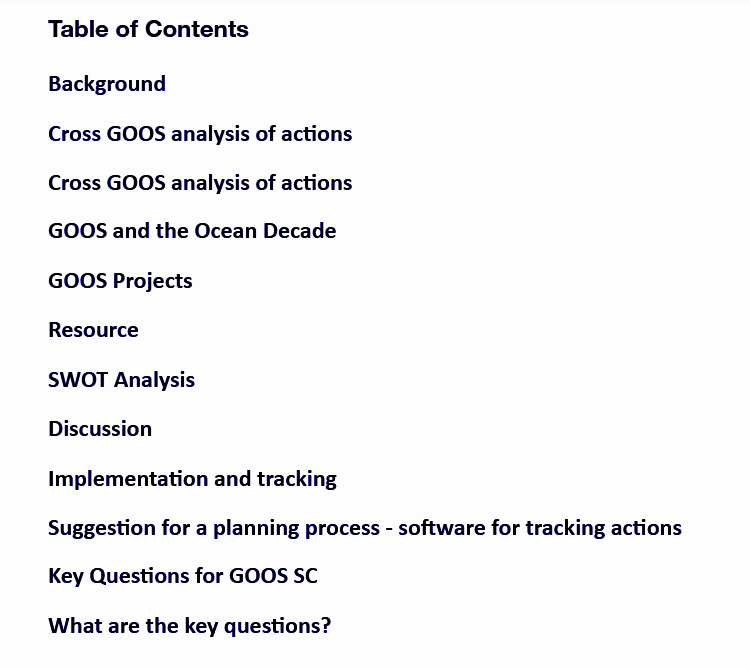 Table of Contents
Background
Cross GOOS analysis of actions
Cross GOOS analysis of actions
GOOS and the Ocean Decade
GOOS Projects
Resource
SWOT Analysis
Discussion
Implementation and tracking
Suggestion for a planning process - software for tracking actions
Key Questions for GOOS SC
What are the key questions?